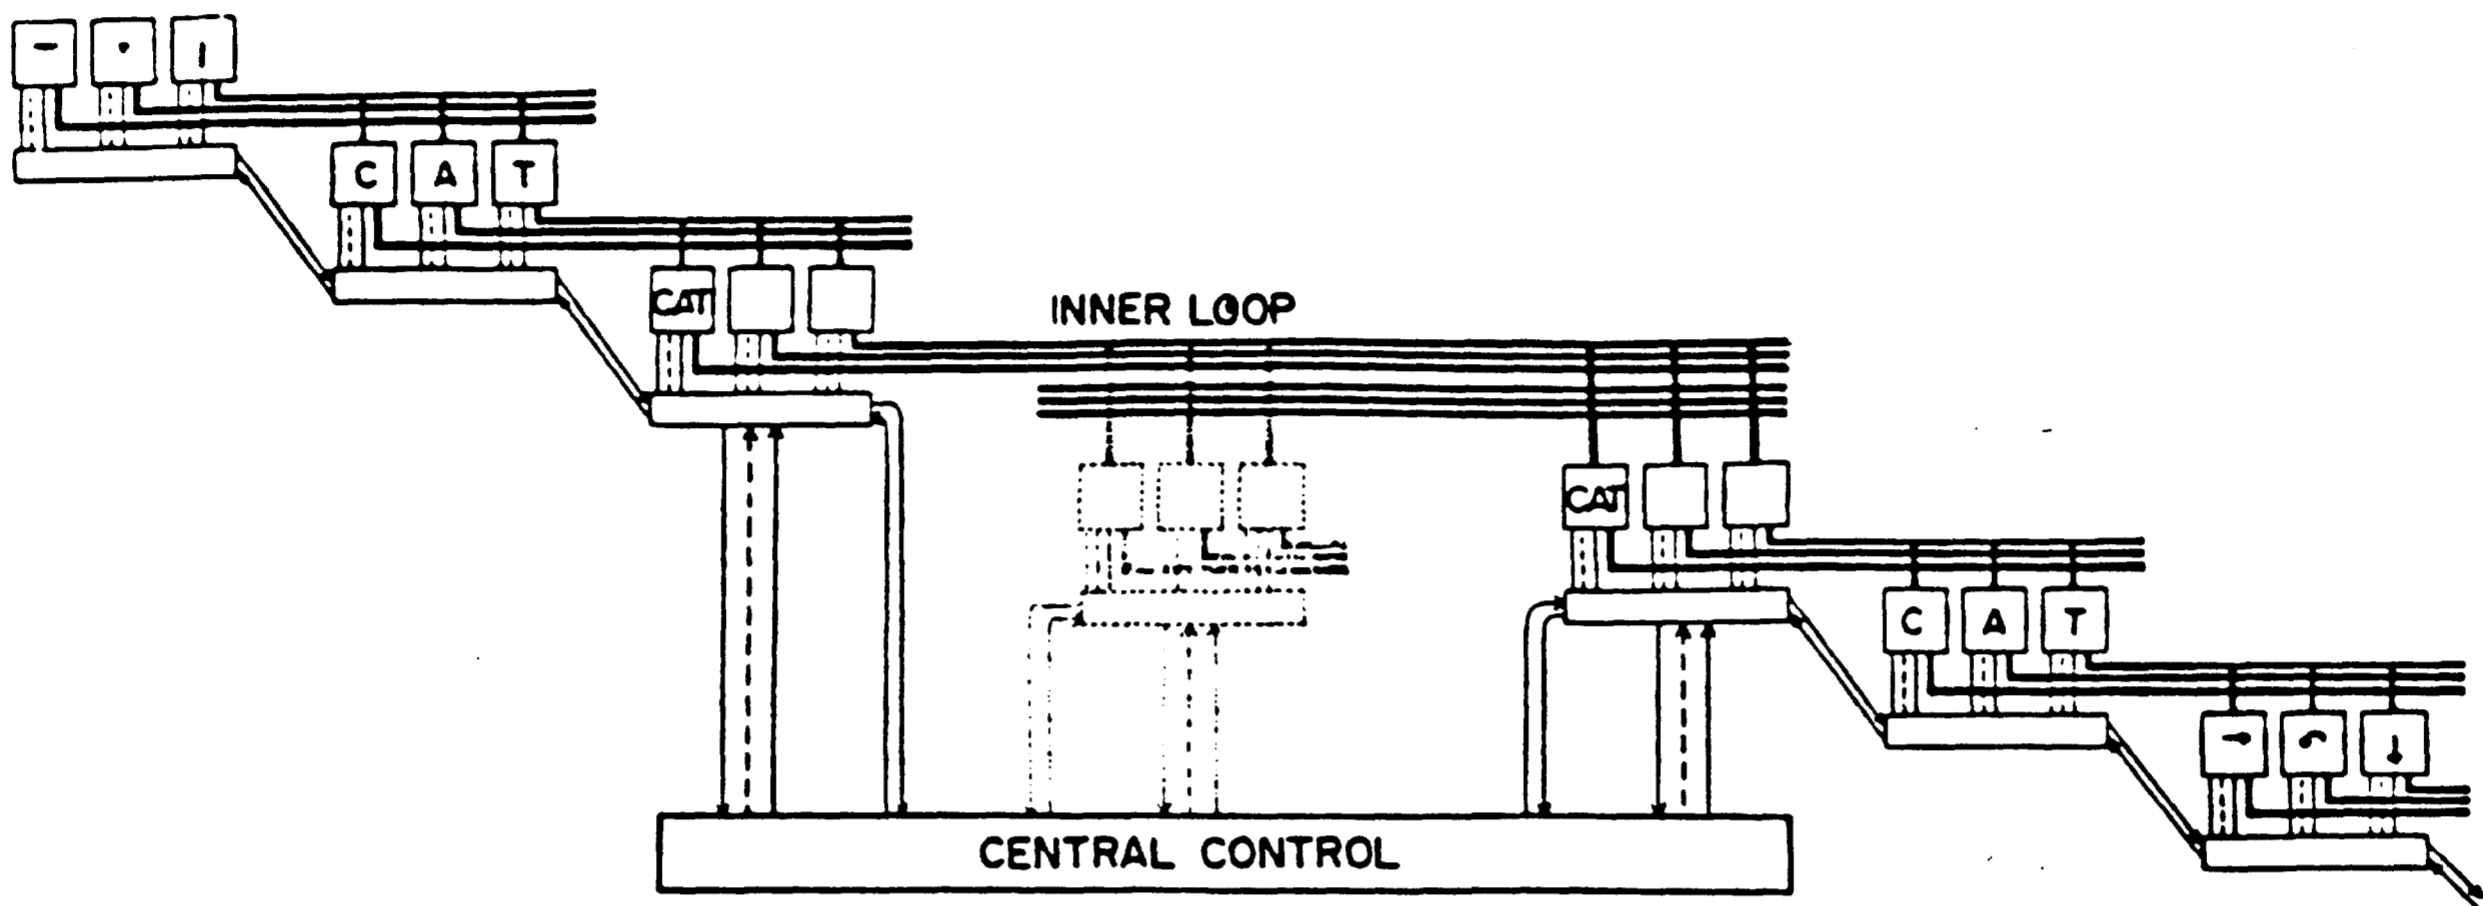 C A T
CAT
INNER LOOP
CAT
C A T
CENTRAL CONTROL